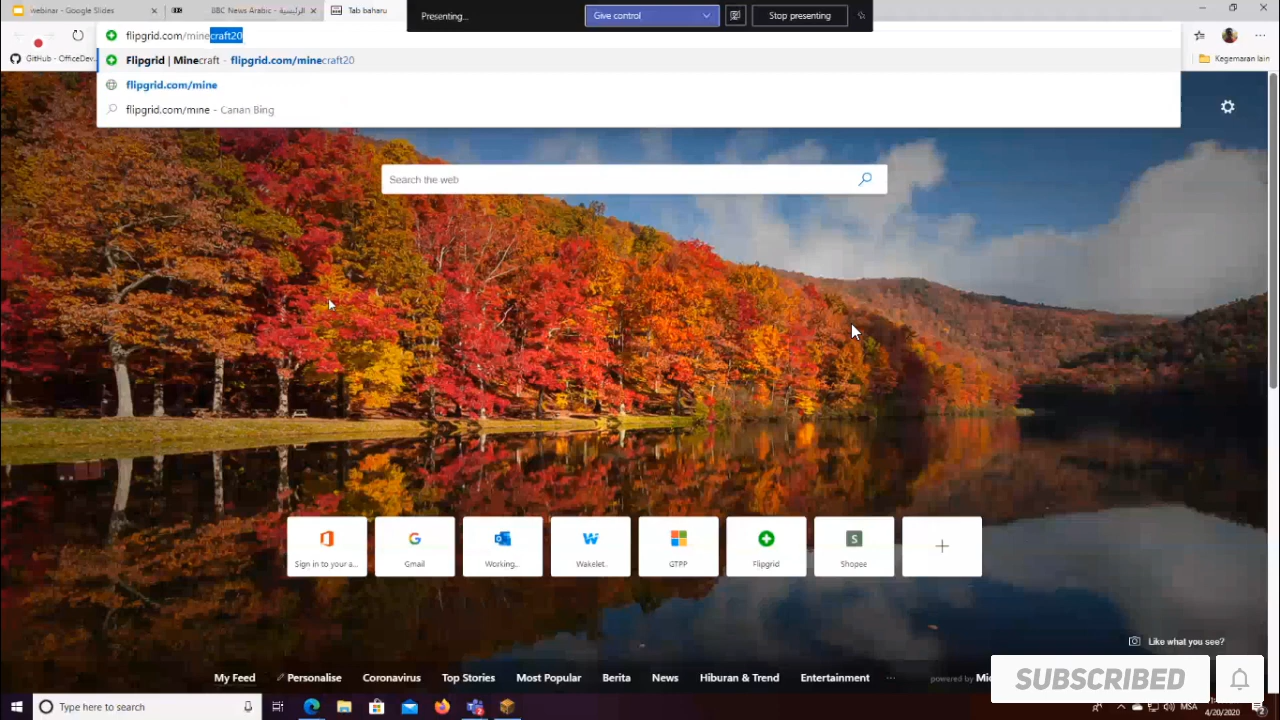 webinar - Google Slides
BBC News Arabic - الرئيسية
Tab baharu
Presenting...
Give control
Stop presenting
flipgrid.com/minecraft20
GitHub - OfficeDev...
Kegemaran lain
Flipgrid | Minecraft - flipgrid.com/minecraft20
flipgrid.com/mine
flipgrid.com/mine - Carian Bing
Search the web
Sign in to your a...
Gmail
Working...
Wakelet.
GTPP
Flipgrid
S
Shopee
Like what you see?
My Feed
Personalise
Coronavirus
Top Stories
Most Popular
Berita
News
Hiburan & Trend
Entertainment
...
powered by
SUBSCRIBED
Type here to search
MSA
4/20/2020
2